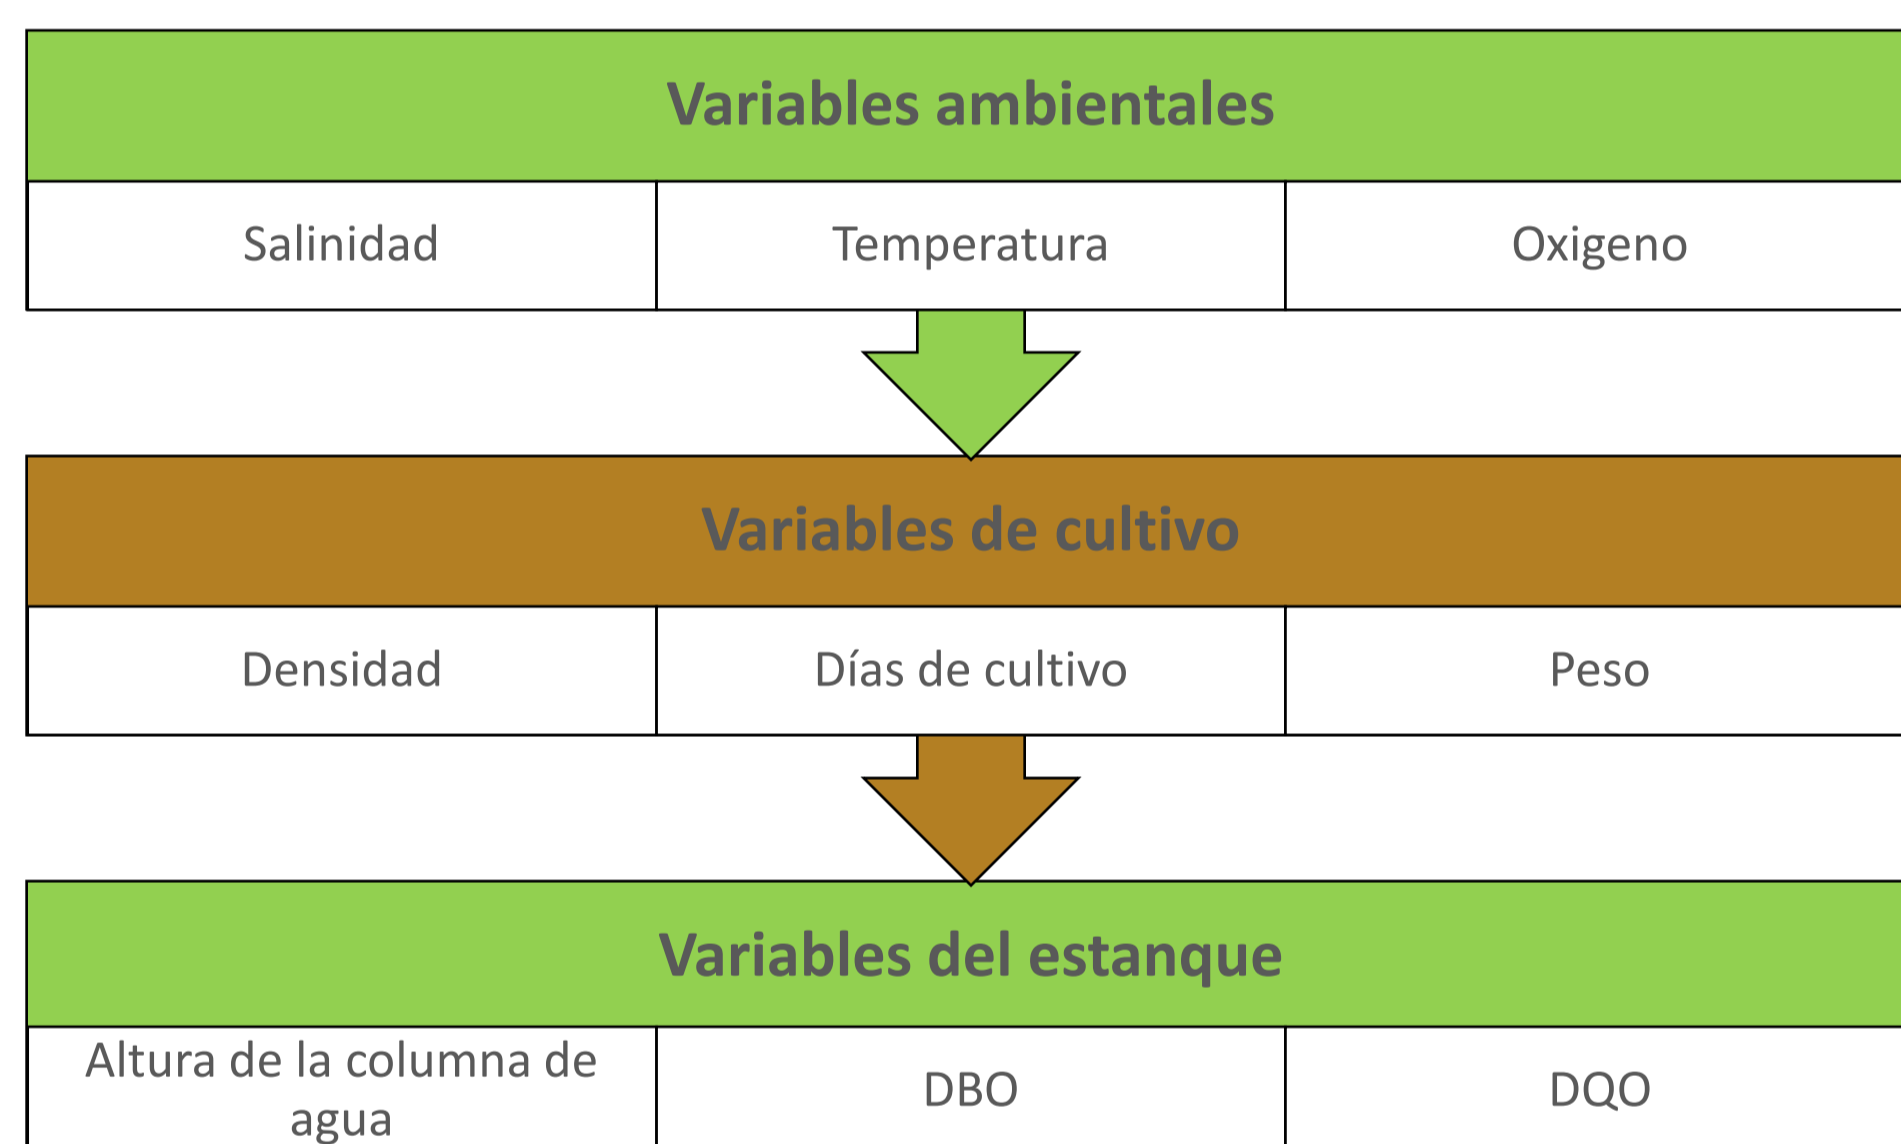 Variables ambientales
Salinidad
Temperatura
Oxigeno
Variables de cultivo
Densidad
Días de cultivo
Peso
Variables del estanque
Altura de la columna de
agua
DBO
DQO